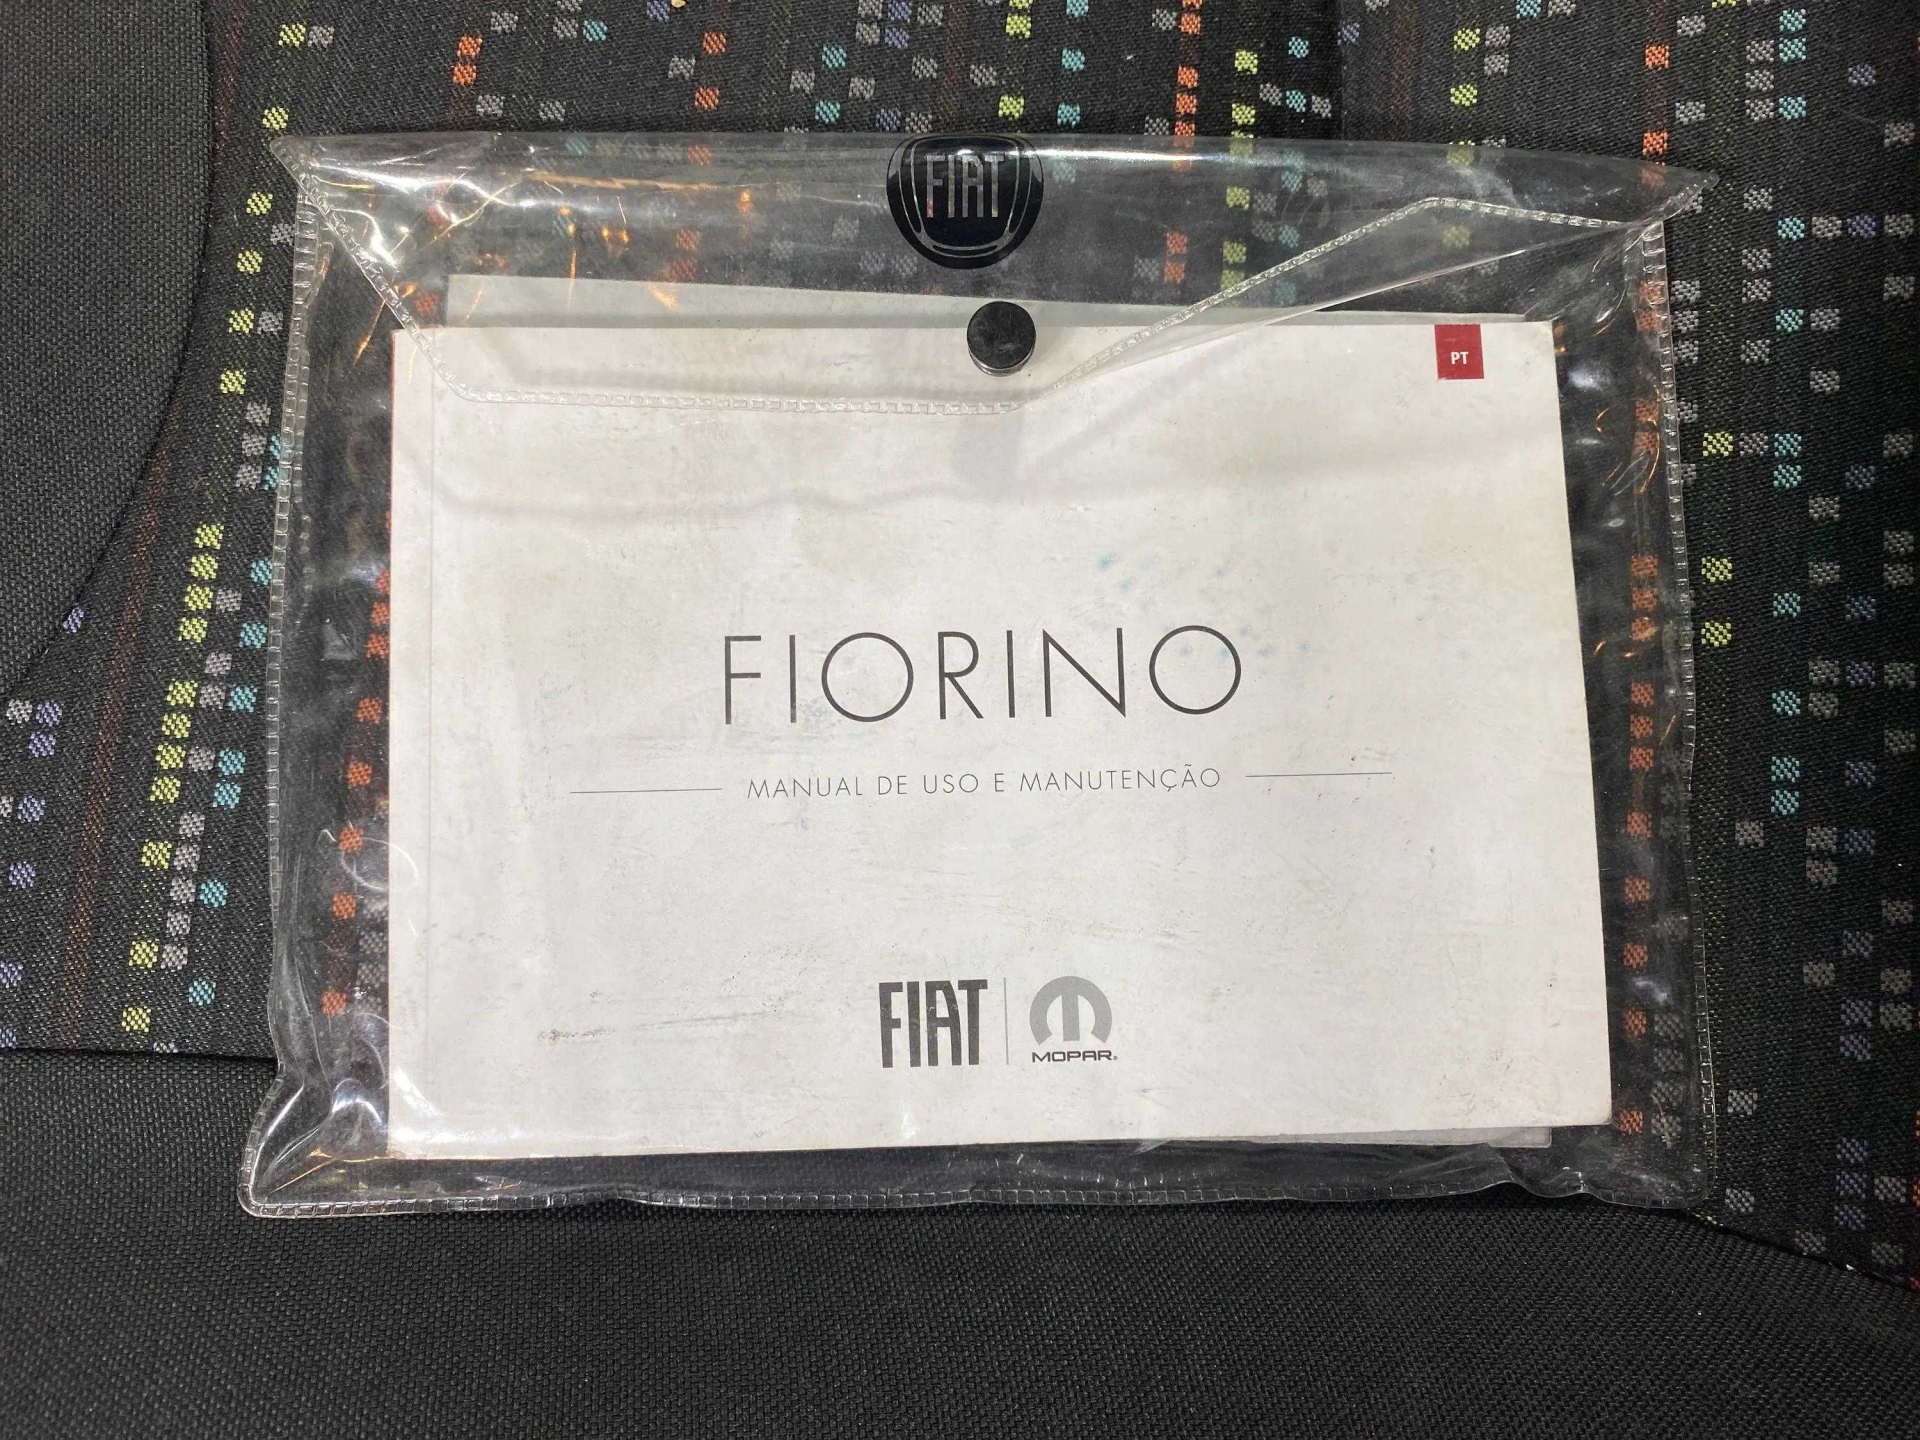 FIAT
PT
FIORINO
MANUAL DE USO E MANUTENÇÃO
FIAT
MOPAR®